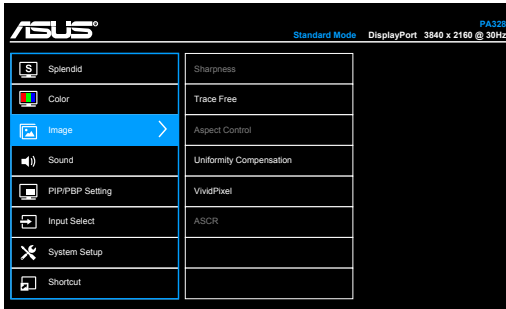 ASUS
PA328
Standard Mode DisplayPort 3840 x 2160 @ 30Hz
S Splendid
Sharpness
Color
Trace Free
Image
Aspect Control
Sound
Uniformity Compensation
PIP/PBP Setting
VividPixel
Input Select
ASCR
System Setup
Shortcut